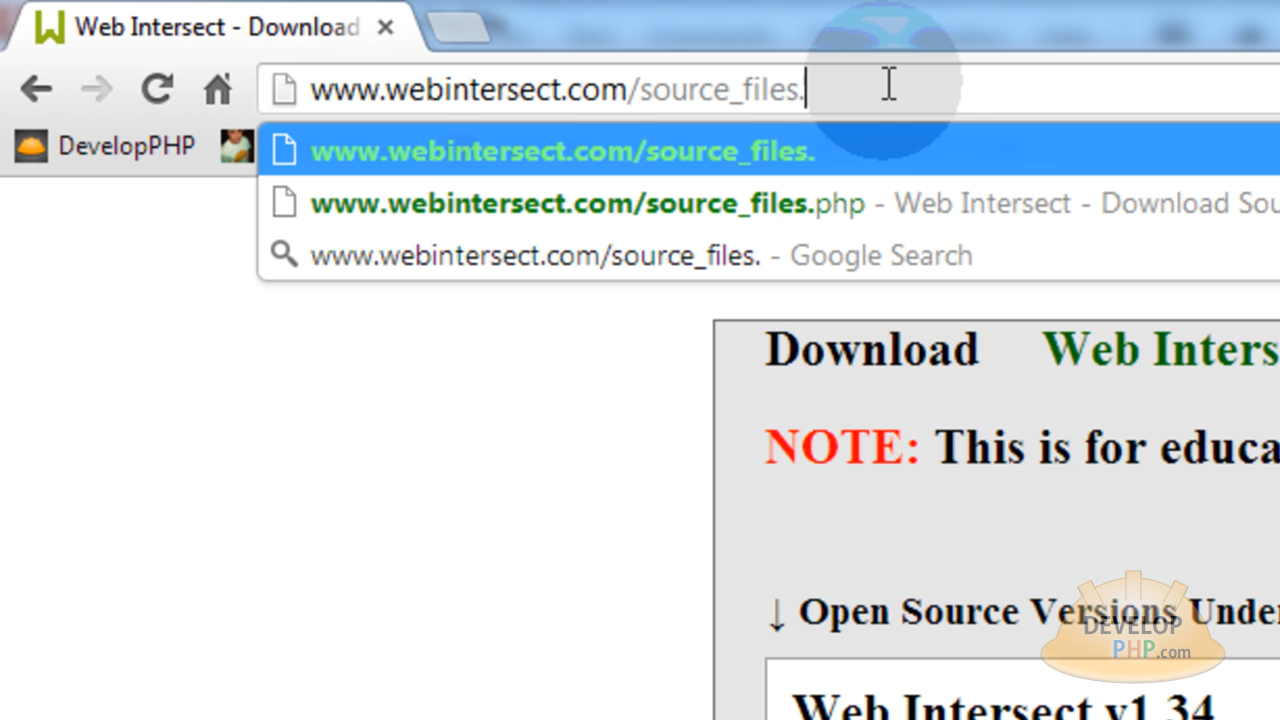 Web Intersect - Download
www.webintersect.com/source_files.
DevelopPHP
www.webintersect.com/source_files.
www.webintersect.com/source_files.php - Web Intersect - Download Sou
www.webintersect.com/source_files. - Google Search
Download Web Inters
NOTE: This is for educa
↓ Open Source Versions Under
DEVELOP
PHP.com
Web Intersect v1.34